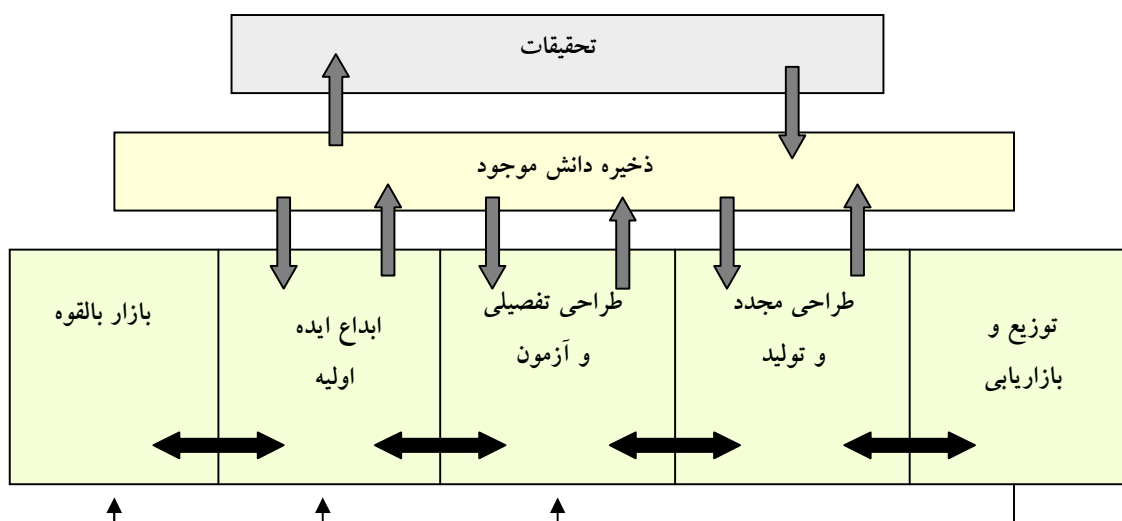 تحقیقات
ذخیره دانش موجود
بازار بالقوه
ابداع ایده
اولیه
طراحی تفصیلی
و آزمون
طراحی مجدد
و تولید
توزیع و
بازاریابی